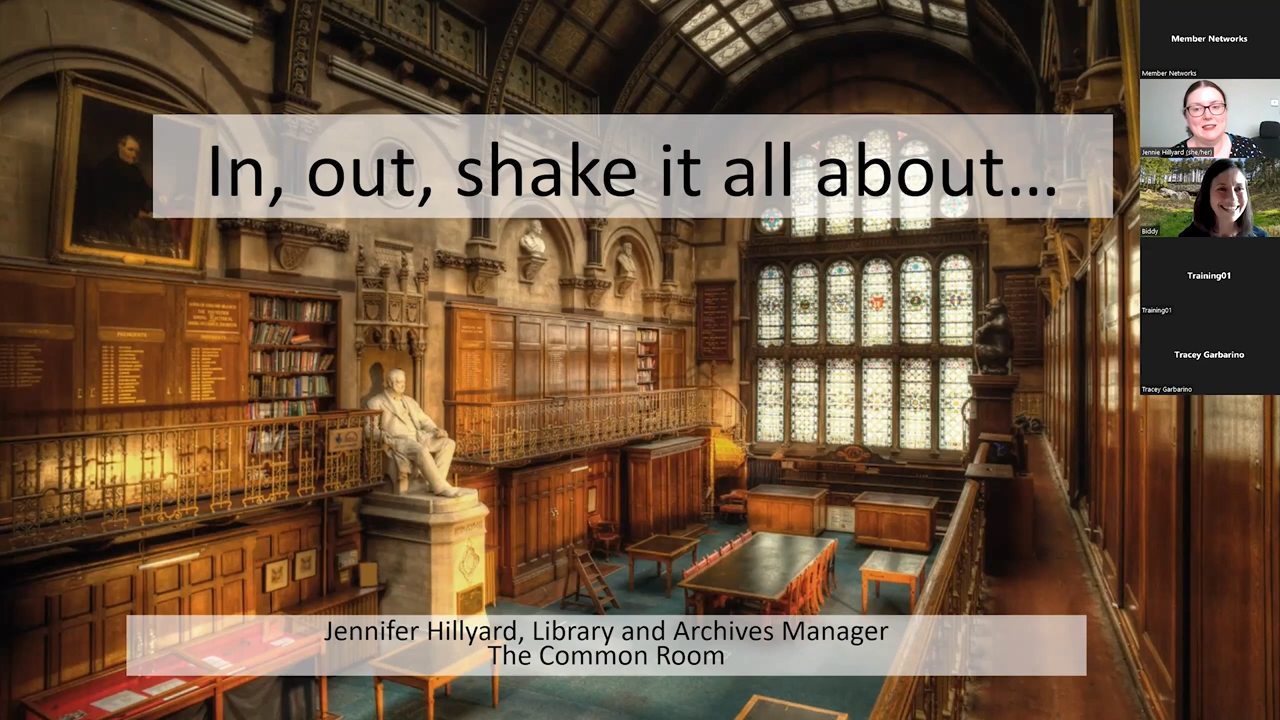 In, out, shake it all about...
Jennifer Hillyard, Library and Archives Manager
The Common Room
Member Networks
Member Networks
Jennie Hillyard (she/her)
Biddy
Training01
Training01
Tracey Garbarino
Tracey Garbarino
PRESIDENTS